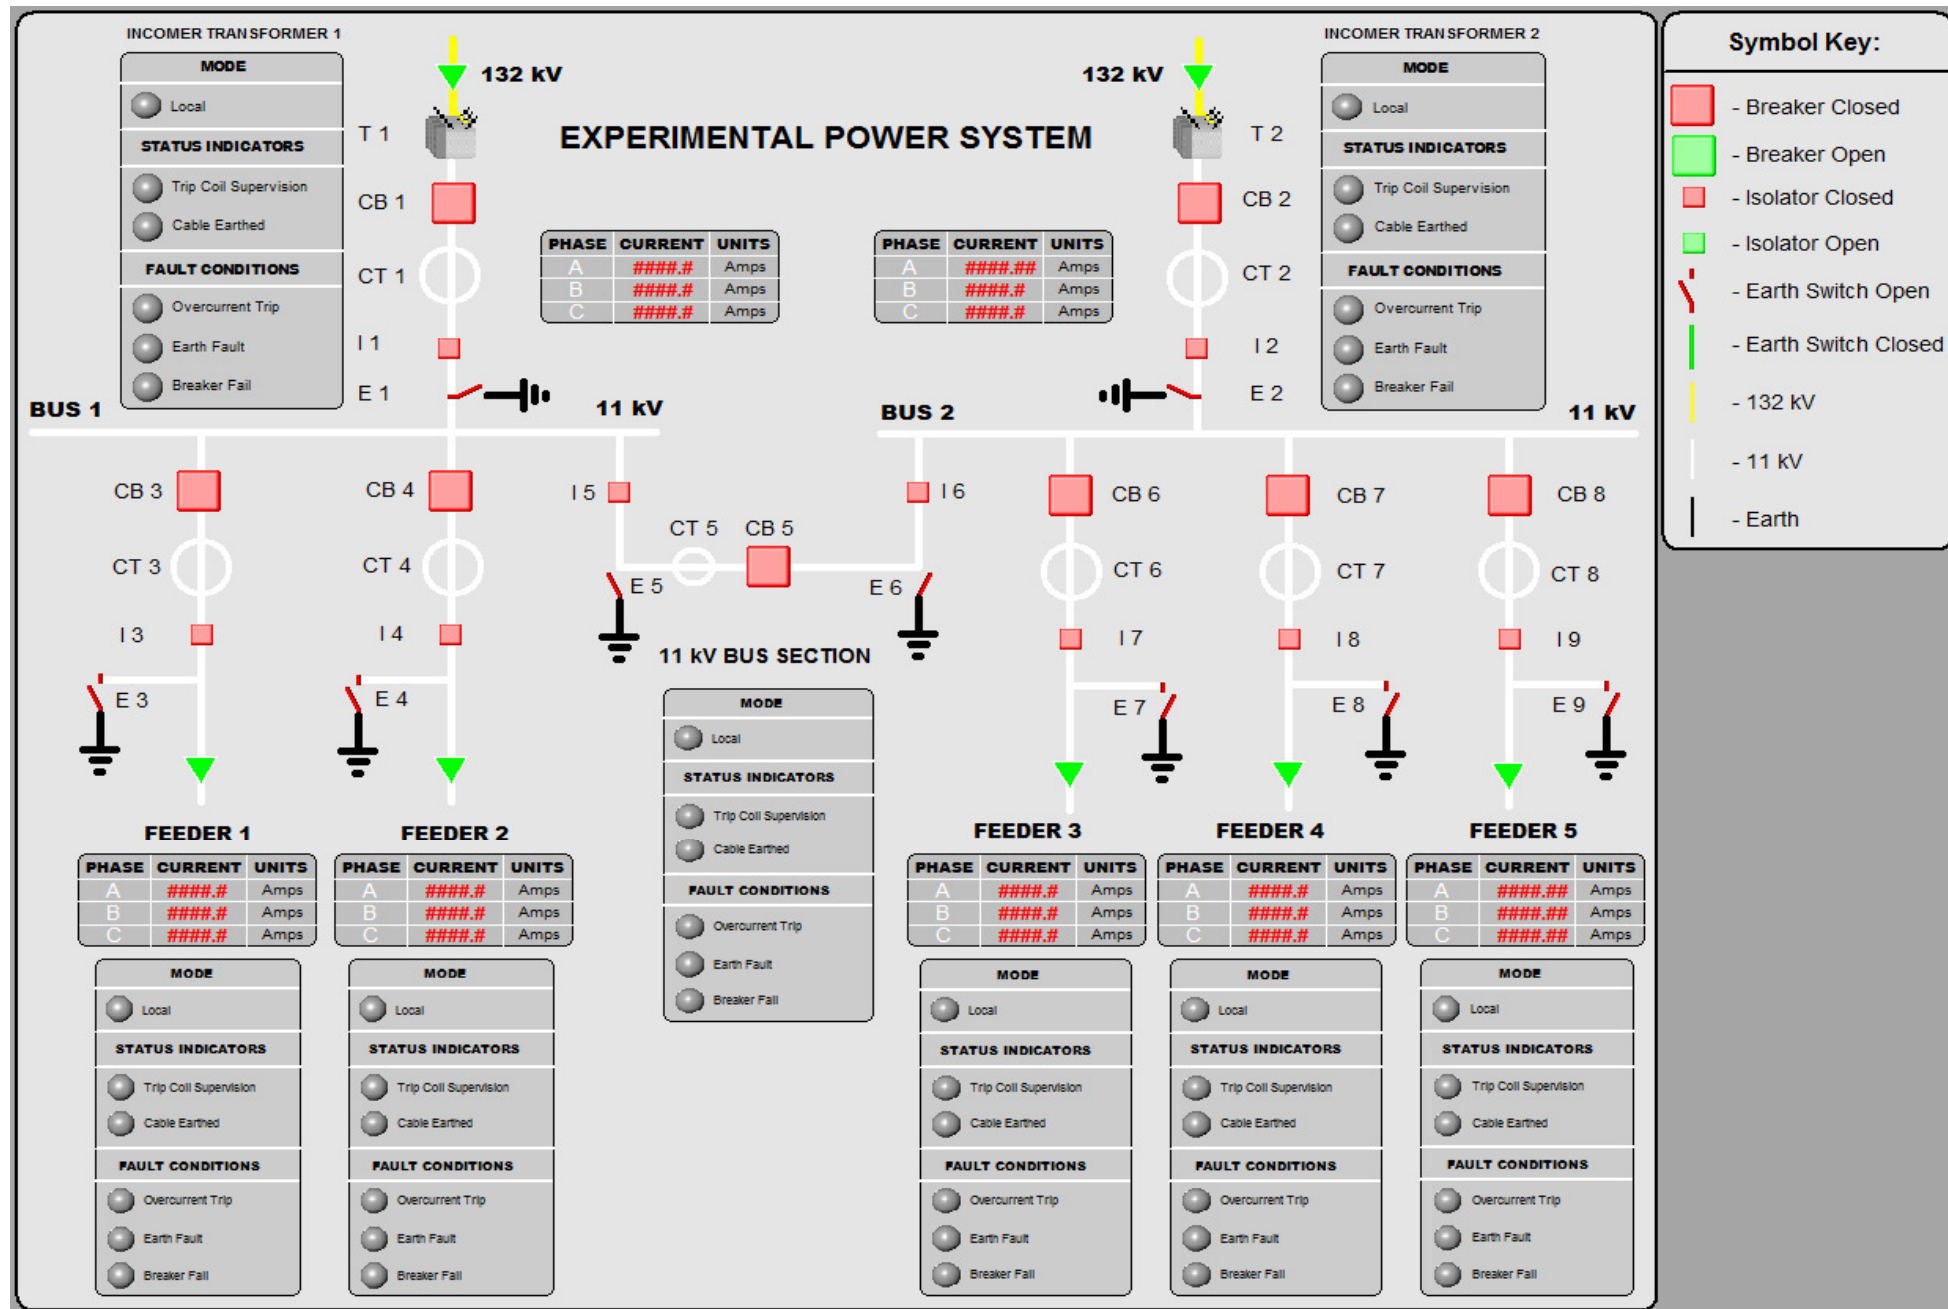 INCOMER TRANSFORMER 1
MODE
Local
STATUS INDICATORS
Trip Coil Supervision
Cable Earthed
FAULT CONDITIONS
Overcurrent Trip
Earth Fault
Breaker Fail
132 kV
T 1
CB 1
CT 1
I 1
E 1
EXPERIMENTAL POWER SYSTEM
PHASE CURRENT UNITS
A ####.# Amps
B ####.# Amps
C ####.# Amps
PHASE CURRENT UNITS
A ####.## Amps
B ####.# Amps
C ####.# Amps
132 kV
T 2
CB 2
CT 2
I 2
E 2
INCOMER TRANSFORMER 2
MODE
Local
STATUS INDICATORS
Trip Coil Supervision
Cable Earthed
FAULT CONDITIONS
Overcurrent Trip
Earth Fault
Breaker Fail
Symbol Key:
- Breaker Closed
- Breaker Open
- Isolator Closed
- Isolator Open
- Earth Switch Open
- Earth Switch Closed
- 132 kV
- 11 kV
- Earth
BUS 1
11 kV
BUS 2
11 kV
CB 3
CT 3
I 3
E 3
CB 4
CT 4
I 4
E 4
I 5
CT 5
CB 5
E 5
I 6
E 6
CB 6
CT 6
I 7
E 7
CB 7
CT 7
I 8
E 8
CB 8
CT 8
I 9
E 9
11 kV BUS SECTION
MODE
Local
STATUS INDICATORS
Trip Coil Supervision
Cable Earthed
FAULT CONDITIONS
Overcurrent Trip
Earth Fault
Breaker Fail
FEEDER 1
PHASE CURRENT UNITS
A ####.# Amps
B ####.# Amps
C ####.# Amps
MODE
Local
STATUS INDICATORS
Trip Coil Supervision
Cable Earthed
FAULT CONDITIONS
Overcurrent Trip
Earth Fault
Breaker Fail
FEEDER 2
PHASE CURRENT UNITS
A ####.# Amps
B ####.# Amps
C ####.# Amps
MODE
Local
STATUS INDICATORS
Trip Coil Supervision
Cable Earthed
FAULT CONDITIONS
Overcurrent Trip
Earth Fault
Breaker Fail
FEEDER 3
PHASE CURRENT UNITS
A ####.# Amps
B ####.# Amps
C ####.# Amps
MODE
Local
STATUS INDICATORS
Trip Coil Supervision
Cable Earthed
FAULT CONDITIONS
Overcurrent Trip
Earth Fault
Breaker Fail
FEEDER 4
PHASE CURRENT UNITS
A ####.# Amps
B ####.# Amps
C ####.# Amps
MODE
Local
STATUS INDICATORS
Trip Coil Supervision
Cable Earthed
FAULT CONDITIONS
Overcurrent Trip
Earth Fault
Breaker Fail
FEEDER 5
PHASE CURRENT UNITS
A ####.## Amps
B ####.## Amps
C ####.## Amps
MODE
Local
STATUS INDICATORS
Trip Coil Supervision
Cable Earthed
FAULT CONDITIONS
Overcurrent Trip
Earth Fault
Breaker Fail